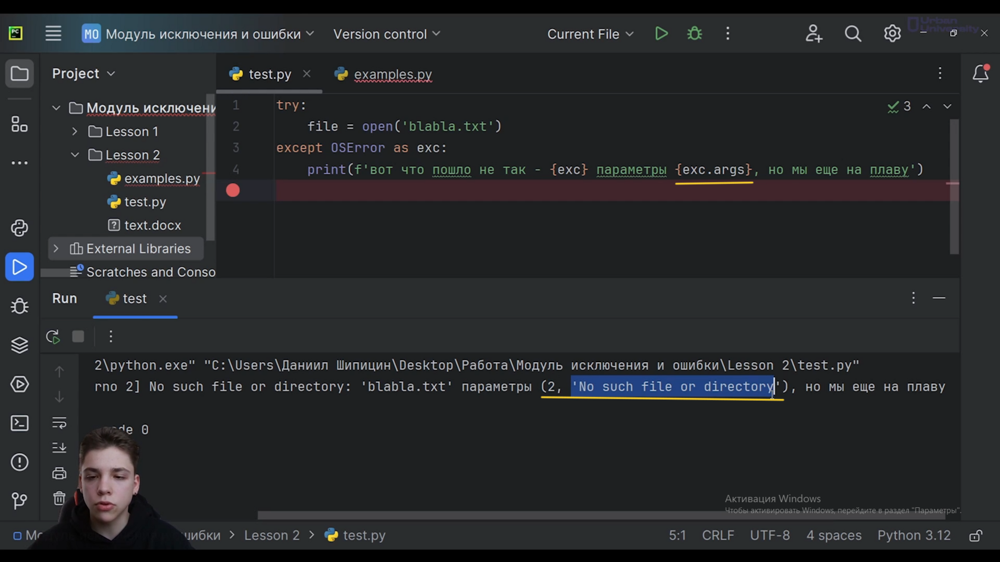 PC
MO Модуль исключения и ошибки
Version control
Current File
Urban University
Project
test.py
examples.py
Модуль исключени
Lesson 1
Lesson 2
examples.py
test.py
text.docx
External Libraries
Scratches and Conso
1 try:
2 file = open('blabla.txt')
3 except OSError as exc:
4 print(f'вот что пошло не так - {exc} параметры {exc.args}, но мы еще на плаву')
3
Run test
2\python.exe" "C:\Users\Даниил Шипицин\Desktop\Работа\Модуль исключения и ошибки\Lesson 2\test.py"
rno 2] No such file or directory: 'blabla.txt' параметры (2, 'No such file or directory'), но мы еще на плаву
ode 0
Активация Windows
Чтобы активировать Windows, перейдите в раздел "Параметры".
Lesson 2 > test.py
5:1 CRLF UTF-8 4 spaces Python 3.12